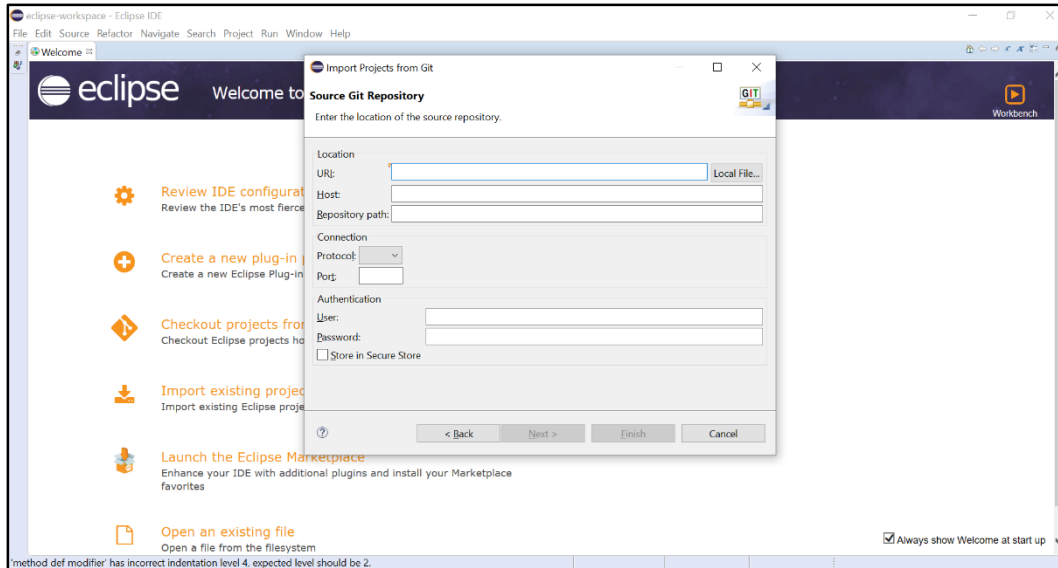 eclipse-workspace - Eclipse IDE
File Edit Source Refactor Navigate Search Project Run Window Help
Welcome
eclipse Welcome to
Workbench
Review IDE configurat
Review the IDE's most fierce
Create a new plug-in
Create a new Eclipse Plug-in
Checkout projects fro
Checkout Eclipse projects ho
Import existing projec
Import existing Eclipse proje
Launch the Eclipse Marketplace
Enhance your IDE with additional plugins and install your Marketplace
favorites
Open an existing file
Open a file from the filesystem
Import Projects from Git
Source Git Repository
GIT
Enter the location of the source repository.
Location
URI:
Local File...
Host:
Repository path:
Connection
Protocol:
Port:
Authentication
User:
Password:
Store in Secure Store
< Back Next > Finish Cancel
Always show Welcome at start up
'method def modifier' has incorrect indentation level 4, expected level should be 2.